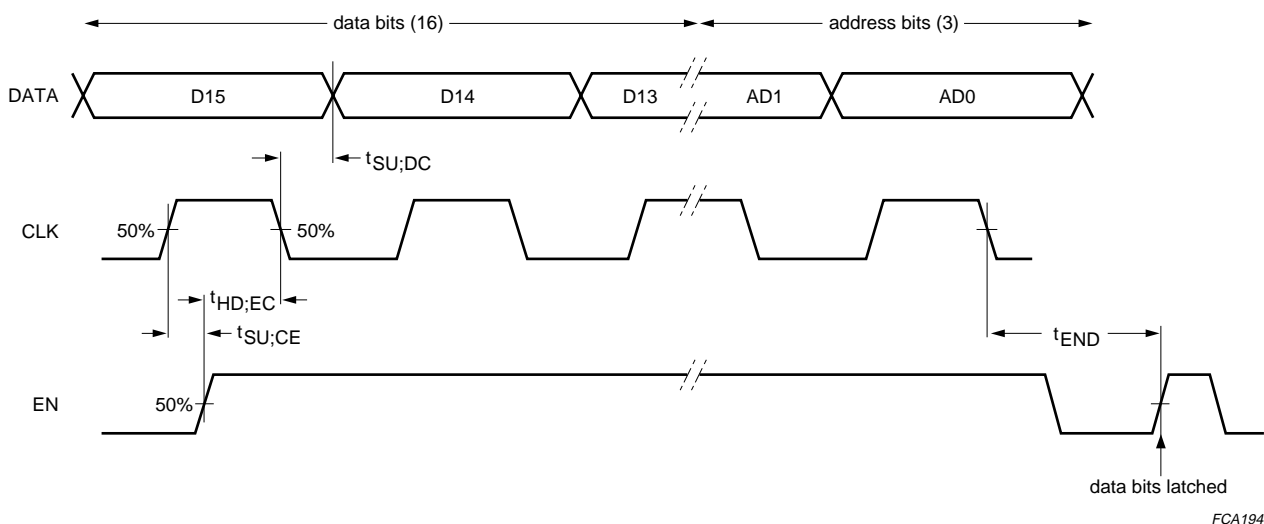 data bits (16) address bits (3)
DATA D15 D14 D13 AD1 AD0
tSU;DC
CLK 50% 50%
tHD;EC
tSU;CE tEND
EN 50%
data bits latched
FCA194